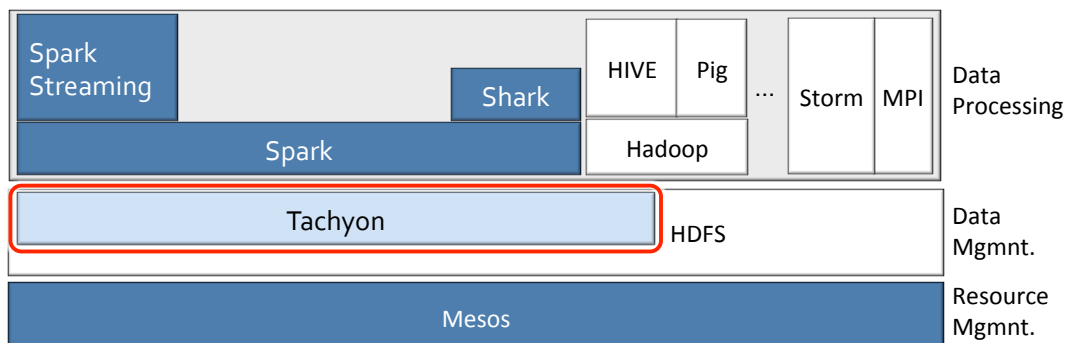 Spark
Streaming
Shark
Spark
HIVE
Pig
Hadoop
...
Storm
MPI
Data
Processing
Tachyon
HDFS
Data
Mgmnt.
Mesos
Resource
Mgmnt.